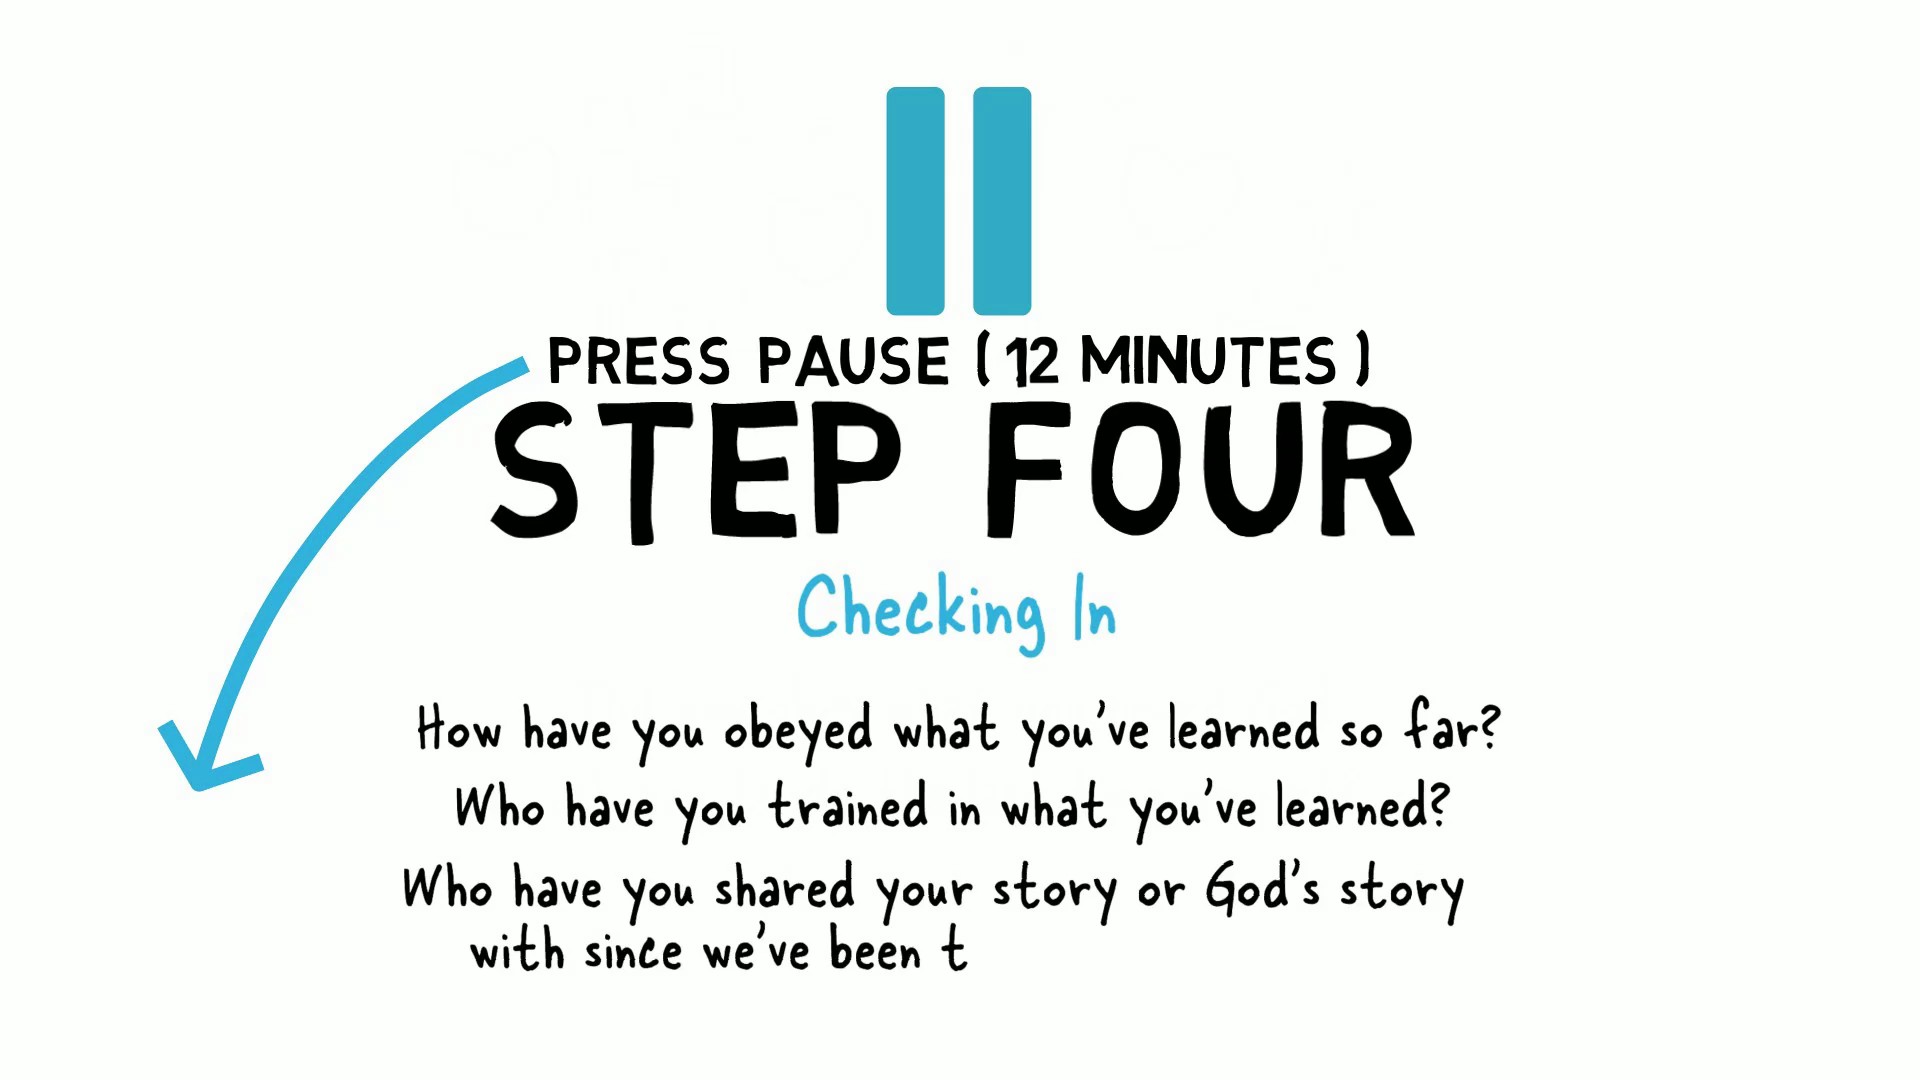 PRESS PAUSE ( 12 MINUTES )
STEP FOUR
Checking In
How have you obeyed what you've learned so far?
Who have you trained in what you've learned?
Who have you shared your story or God's story
with since we've been t